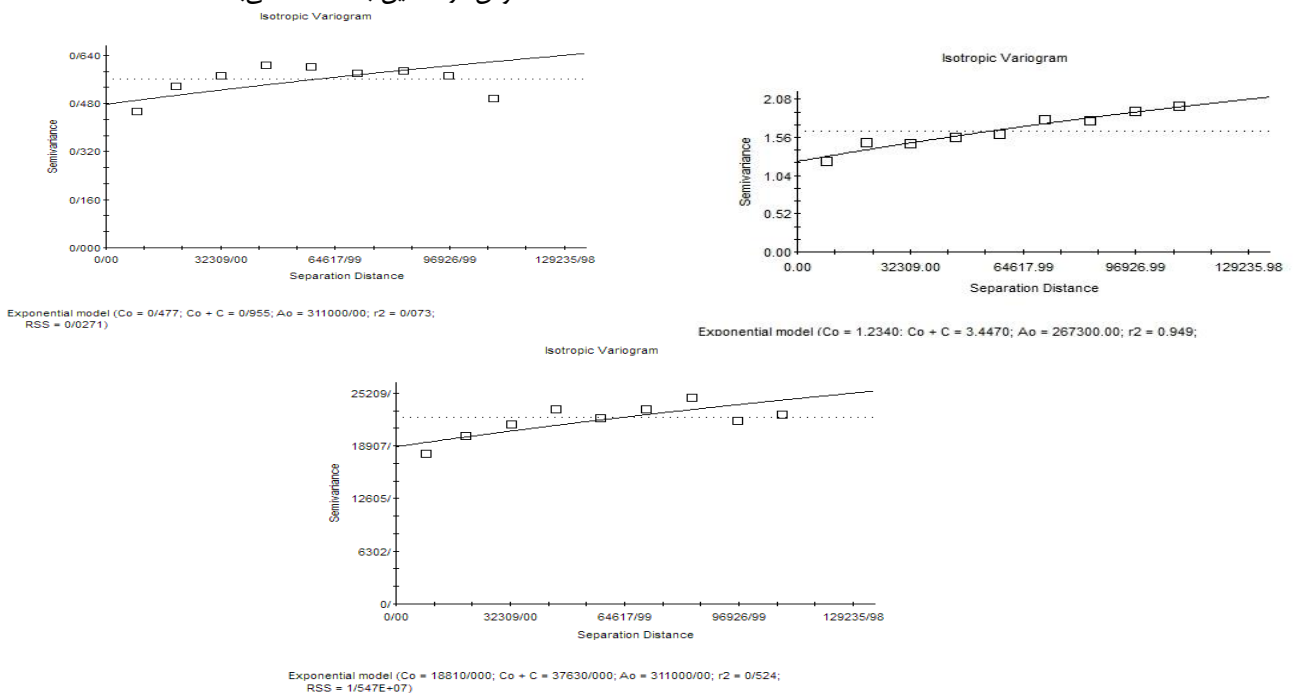 Isotropic Variogram
0/640
0/480
0/320
0/160
0/000
Semivariance
0/00 32309/00 64617/99 96926/99 129235/98
Separation Distance
Exponential model (Co = 0/477; Co + C = 0/955; Ao = 311000/00; r2 = 0/073;
RSS = 0/0271)
Isotropic Variogram
2.08
1.56
1.04
0.52
0.00
Semivariance
0.00 32309.00 64617.99 96926.99 129235.98
Separation Distance
Exponential model (Co = 1.2340; Co + C = 3.4470; Ao = 267300.00; r2 = 0.949;
Isotropic Variogram
25209/
18907/
12605/
6302/
0/
Semivariance
0/00 32309/00 64617/99 96926/99 129235/98
Separation Distance
Exponential model (Co = 18810/000; Co + C = 37630/000; Ao = 311000/00; r2 = 0/524;
RSS = 1/547E+07)